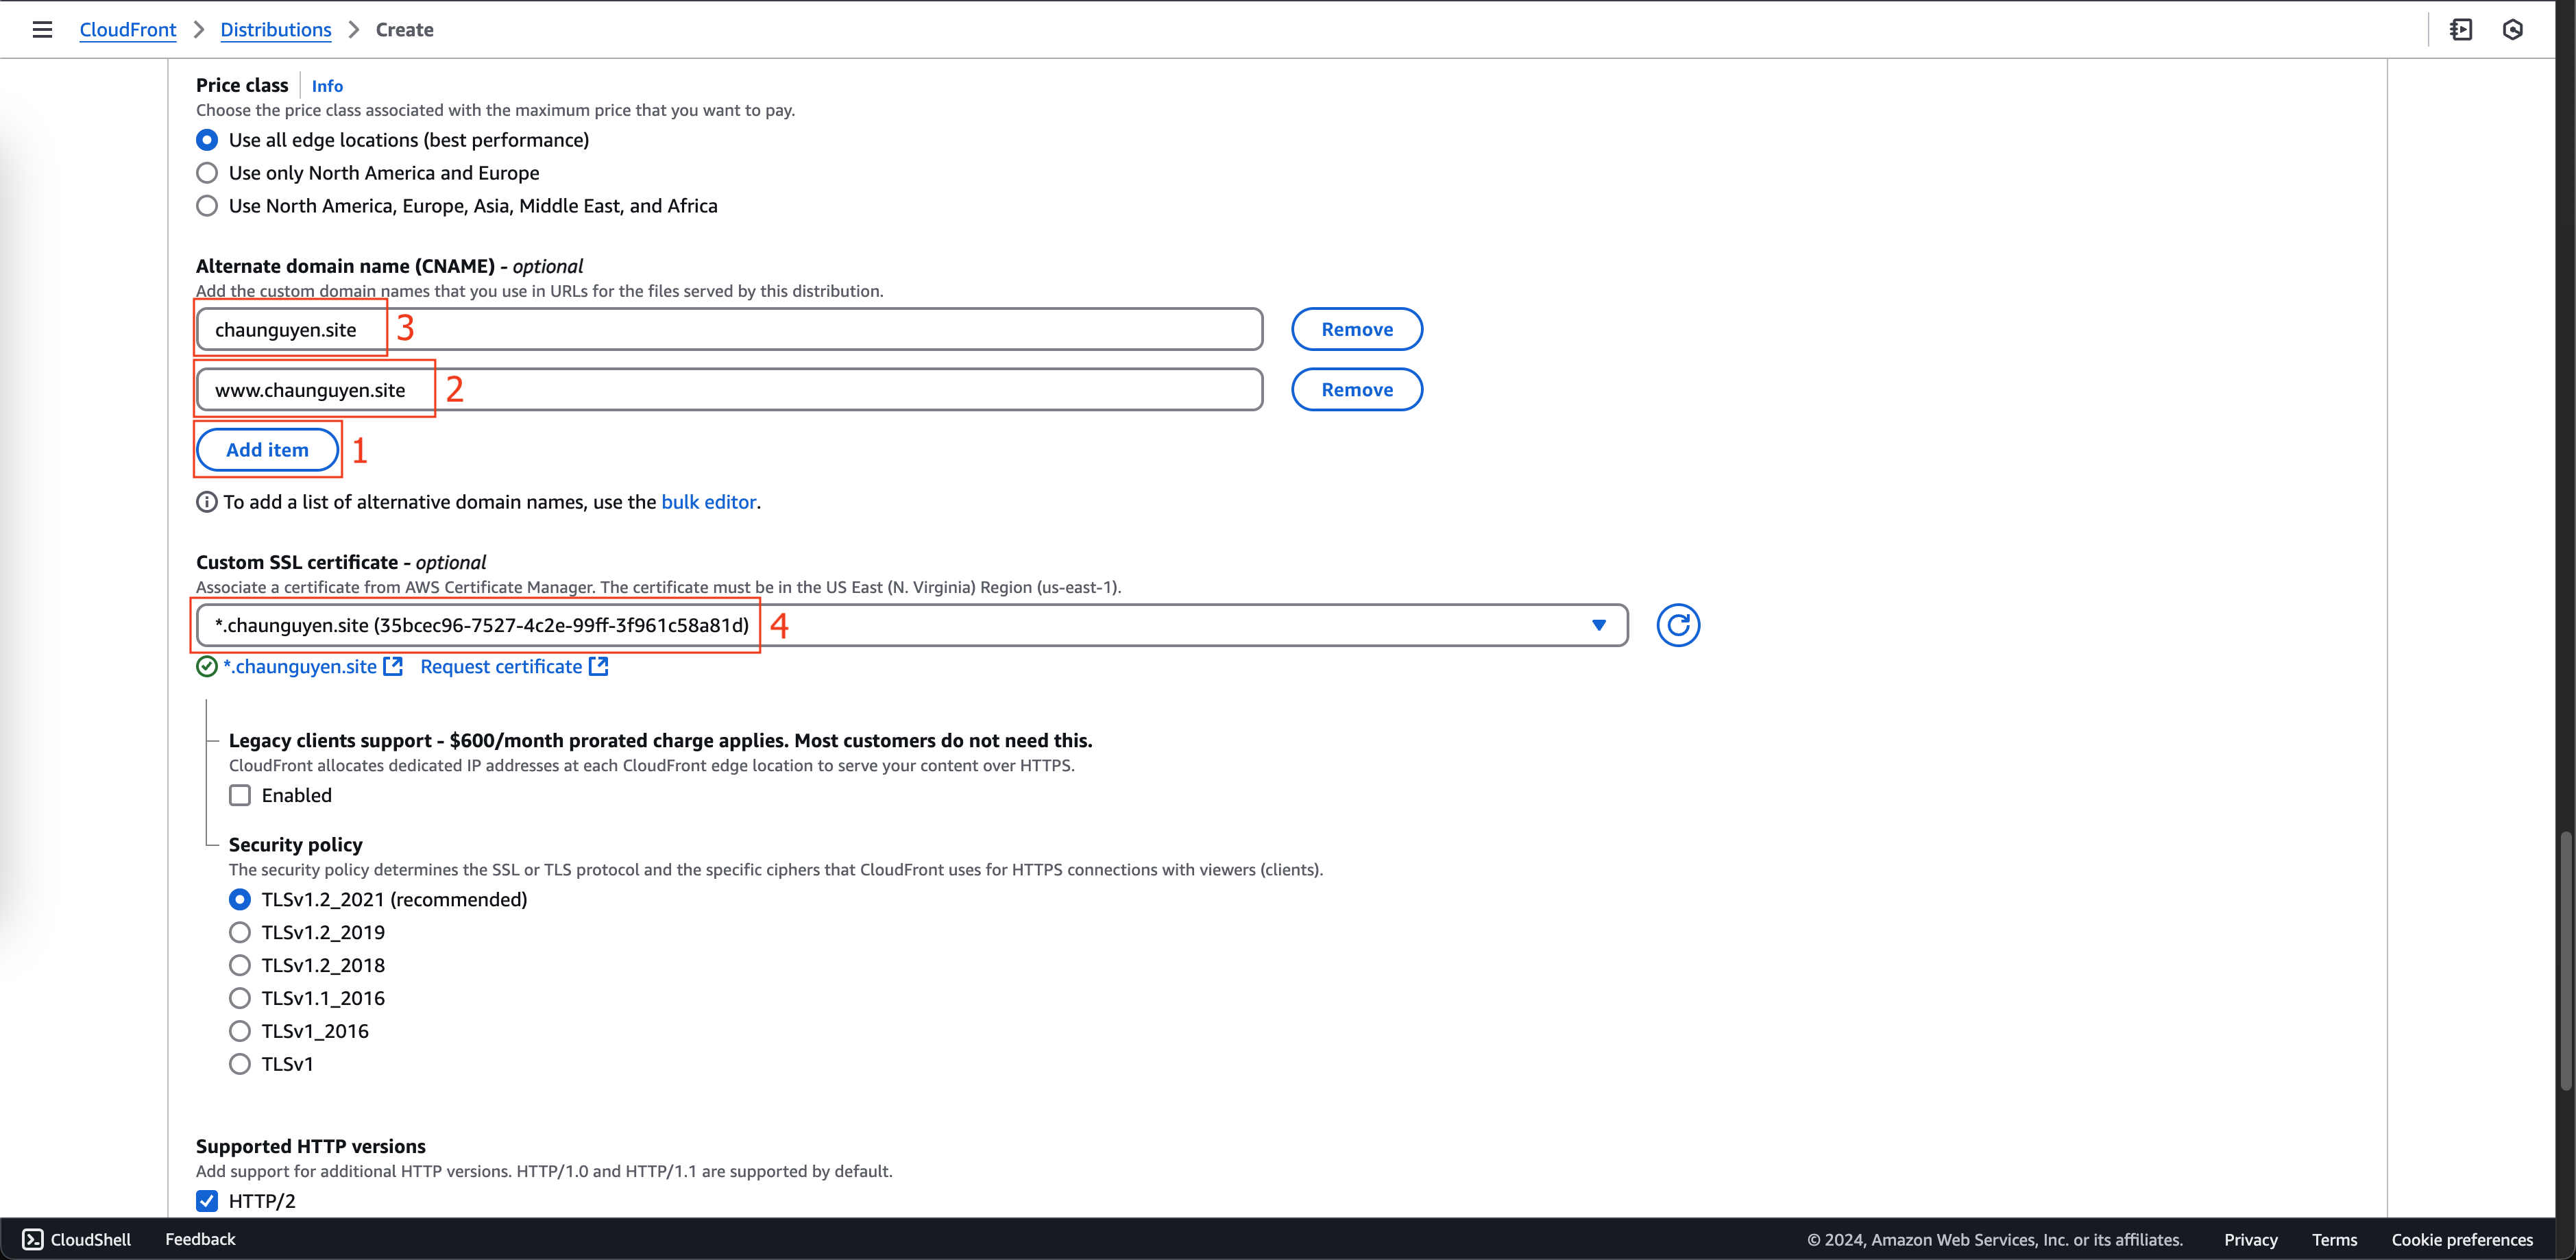 CloudFront > Distributions > Create
Price class | Info
Choose the price class associated with the maximum price that you want to pay.
Use all edge locations (best performance)
Use only North America and Europe
Use North America, Europe, Asia, Middle East, and Africa
Alternate domain name (CNAME) - optional
Add the custom domain names that you use in URLs for the files served by this distribution.
chaunguyen.site 3 Remove
www.chaunguyen.site 2 Remove
Add item 1
To add a list of alternative domain names, use the bulk editor.
Custom SSL certificate - optional
Associate a certificate from AWS Certificate Manager. The certificate must be in the US East (N. Virginia) Region (us-east-1).
*.chaunguyen.site (35bcec96-7527-4c2e-99ff-3f961c58a81d) 4
*.chaunguyen.site Request certificate
Legacy clients support - $600/month prorated charge applies. Most customers do not need this.
CloudFront allocates dedicated IP addresses at each CloudFront edge location to serve your content over HTTPS.
Enabled
Security policy
The security policy determines the SSL or TLS protocol and the specific ciphers that CloudFront uses for HTTPS connections with viewers (clients).
TLSv1.2_2021 (recommended)
TLSv1.2_2019
TLSv1.2_2018
TLSv1.1_2016
TLSv1_2016
TLSv1
Supported HTTP versions
Add support for additional HTTP versions. HTTP/1.0 and HTTP/1.1 are supported by default.
HTTP/2
CloudShell Feedback © 2024, Amazon Web Services, Inc. or its affiliates. Privacy Terms Cookie preferences